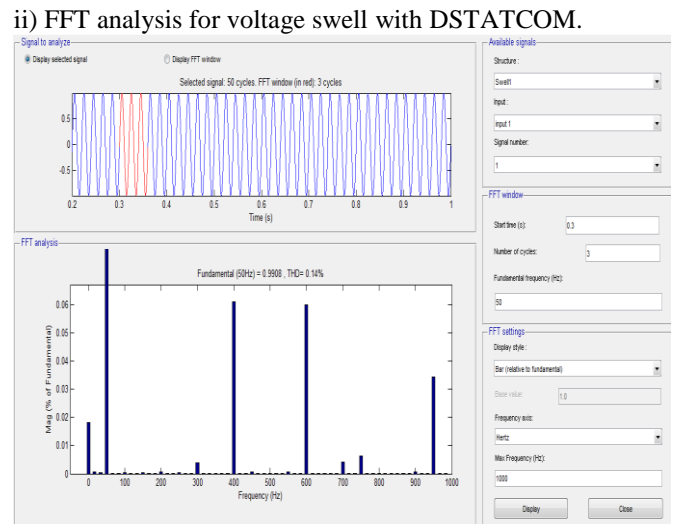 ii) FFT analysis for voltage swell with DSTATCOM.
Signal to analyze
Display selected signal
Display FFT window
Selected signal: 50 cycles. FFT window (in red): 3 cycles
0.5
0
-0.5
0.2 0.3 0.4 0.5 0.6 0.7 0.8 0.9 1
Time (s)
FFT analysis
Fundamental (50Hz) = 0.9908 , THD= 0.14%
Mag (% of Fundamental)
0.06
0.05
0.04
0.03
0.02
0.01
0
0 100 200 300 400 500 600 700 800 900 1000
Frequency (Hz)
Available signals
Structure :
Swell1
Input :
input 1
Signal number:
1
FFT window
Start time (s):
0.3
Number of cycles:
3
Fundamental frequency (Hz):
50
FFT settings
Display style :
Bar (relative to fundamental)
Base value:
1.0
Frequency axis:
Hertz
Max Frequency (Hz):
1000
Display
Close